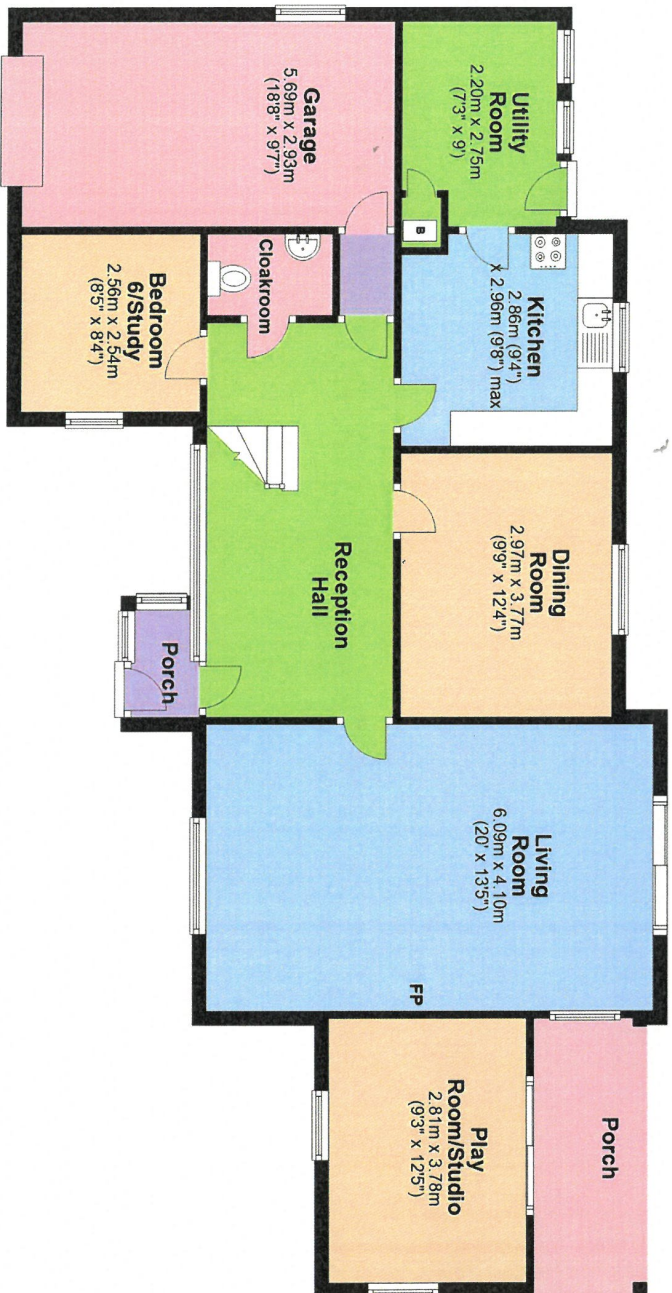 Utility
Room
2.20m x 2.75m
(7'3" x 9')
Garage
5.69m x 2.93m
(18'8" x 9'7")
B
Kitchen
2.86m (9'4")
x 2.96m (9'8") max
Cloakroom
Bedroom
6/Study
2.56m x 2.54m
(8'5" x 8'4")
Dining
Room
2.97m x 3.77m
(9'9" x 12'4")
Reception
Hall
Porch
Living
Room
6.09m x 4.10m
(20' x 13'5")
FP
Porch
Play
Room/Studio
2.81m x 3.78m
(9'3" x 12'5")